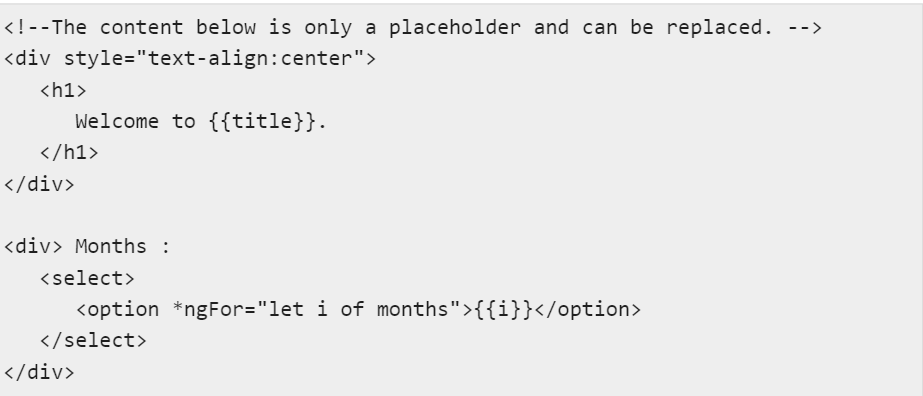 <!--The content below is only a placeholder and can be replaced. -->
<div style="text-align:center">
   <h1>
      Welcome to {{title}}.
   </h1>
</div>

<div> Months :
   <select>
      <option *ngFor="let i of months">{{i}}</option>
   </select>
</div>